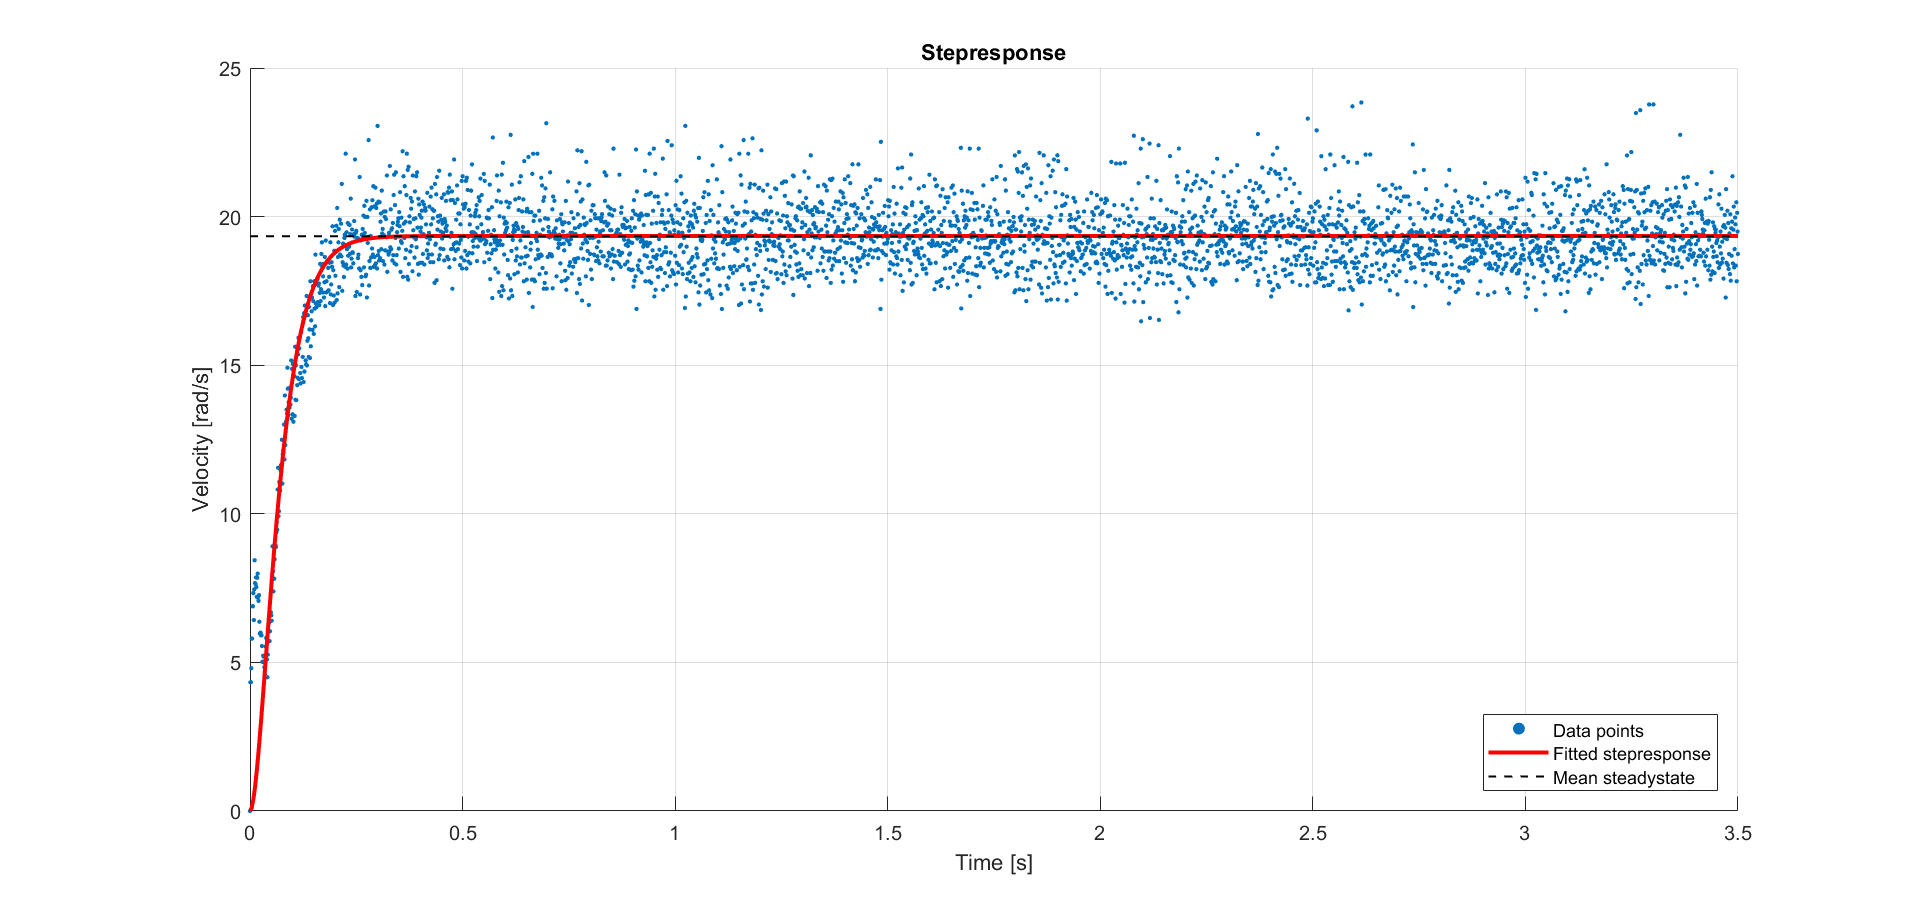 Stepresponse
25
20
15
10
5
0
Velocity [rad/s]
0 0.5 1 1.5 2 2.5 3 3.5
Time [s]
Data points
Fitted stepresponse
Mean steadystate